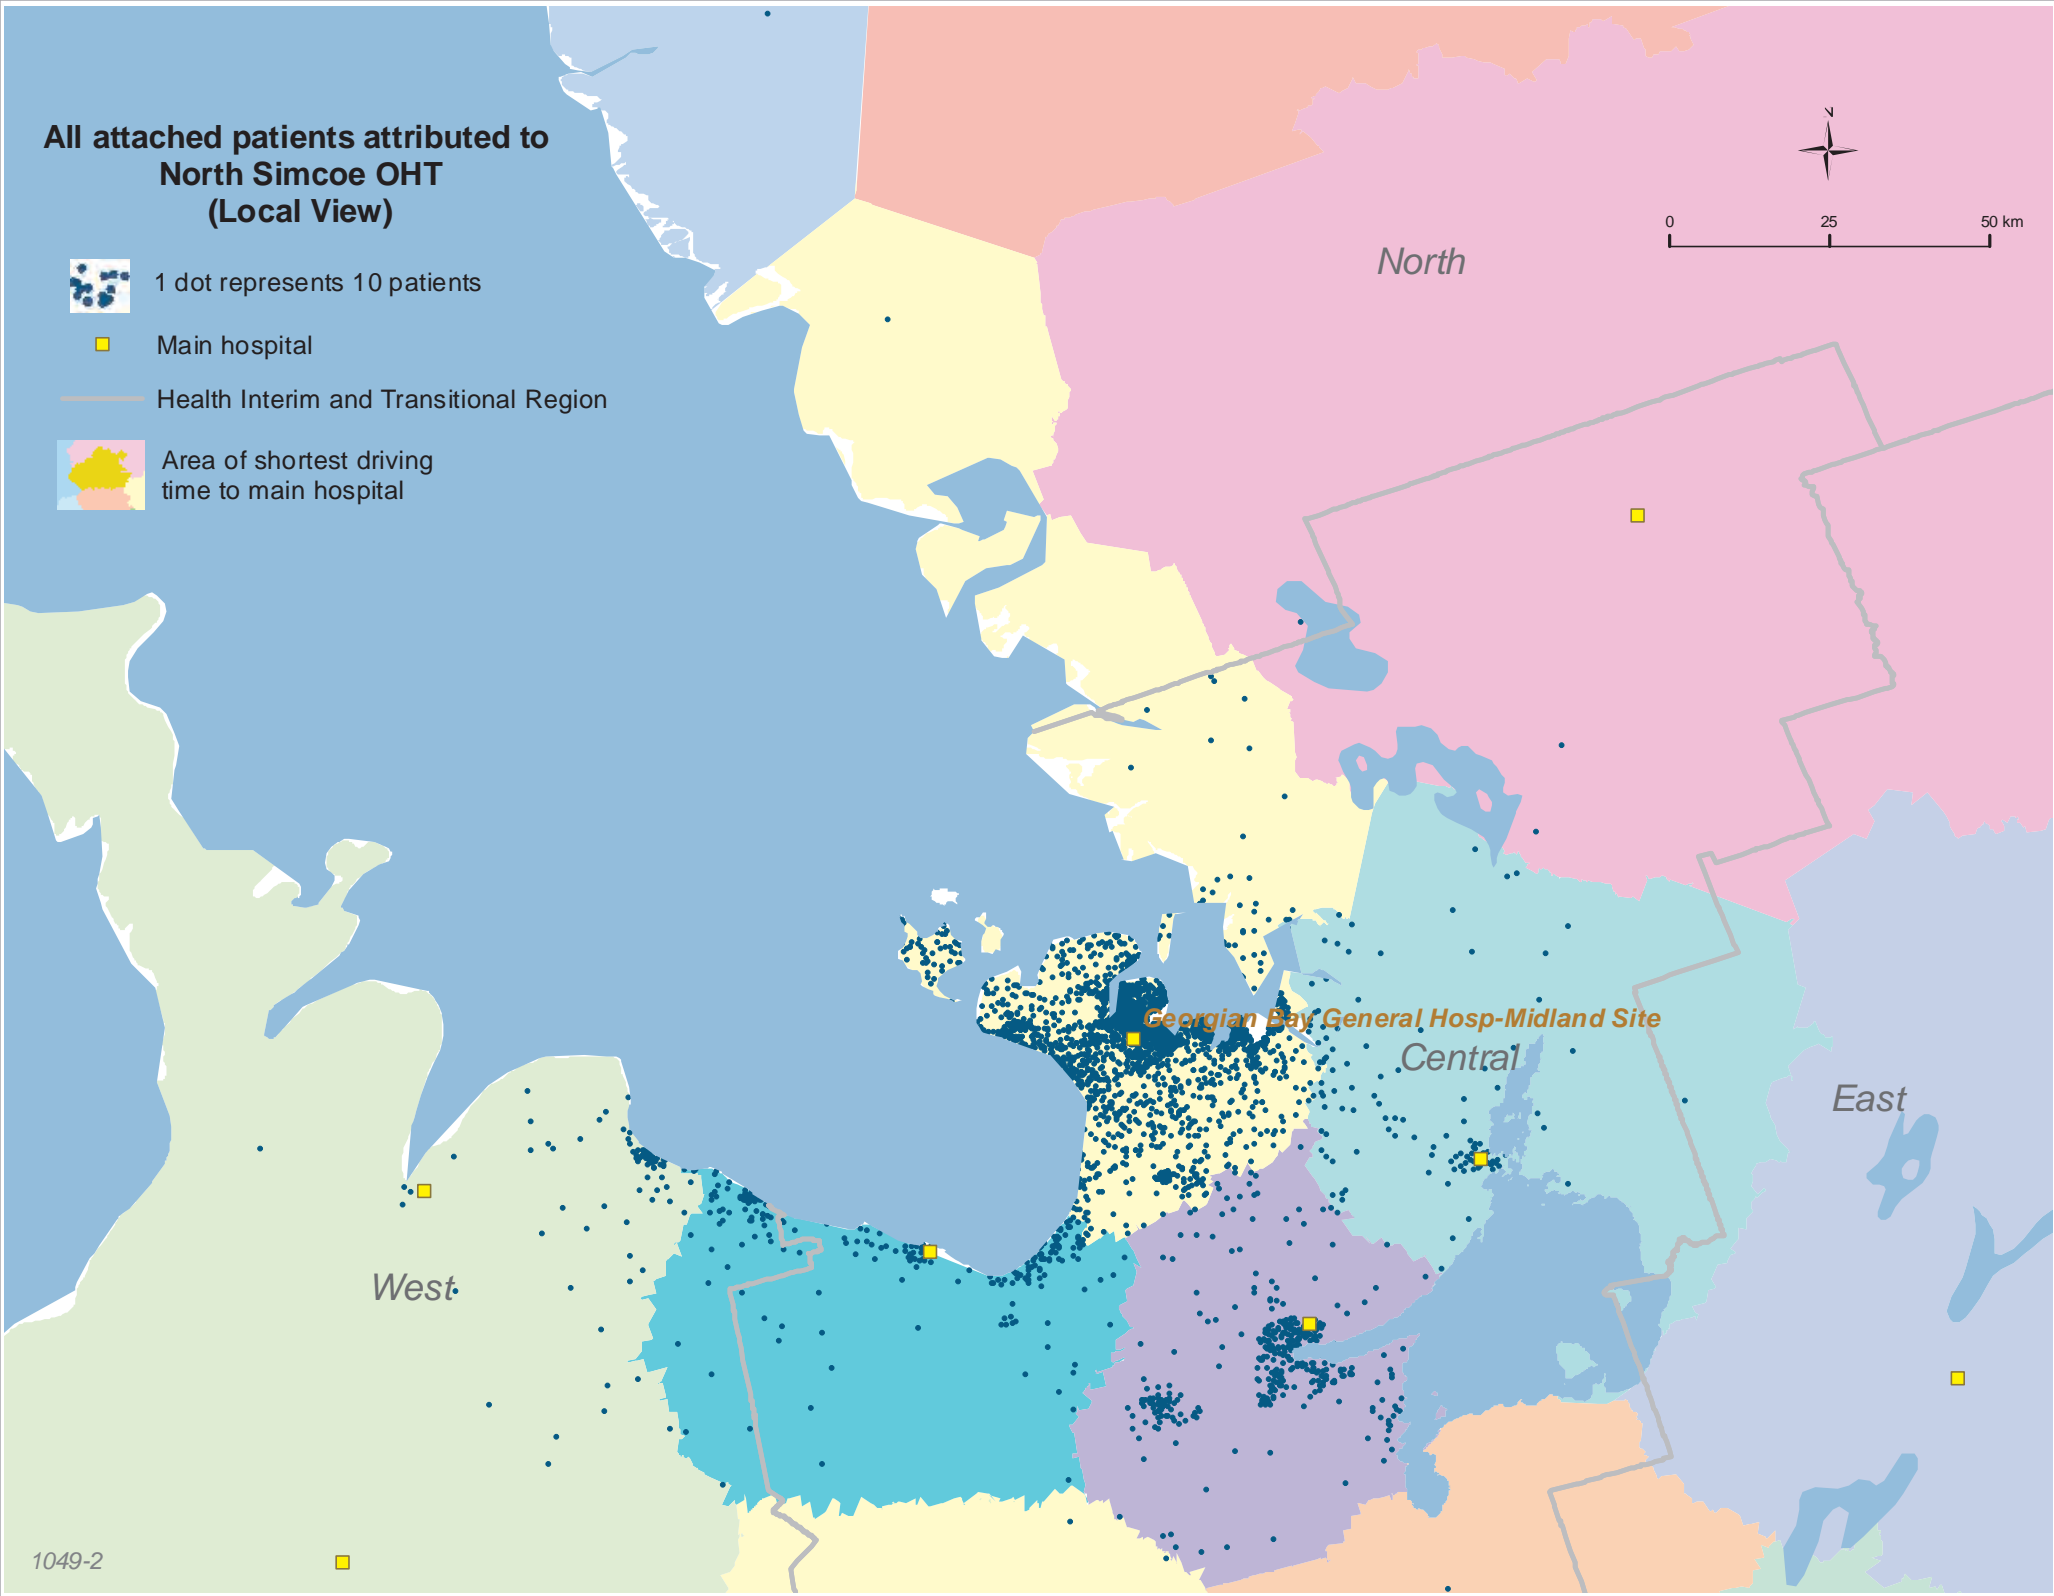 All attached patients attributed to
North Simcoe OHT
(Local View)
1 dot represents 10 patients
Main hospital
Health Interim and Transitional Region
Area of shortest driving
time to main hospital
N
0 25 50 km
North
Georgian Bay General Hosp-Midland Site
Central
East
West
1049-2